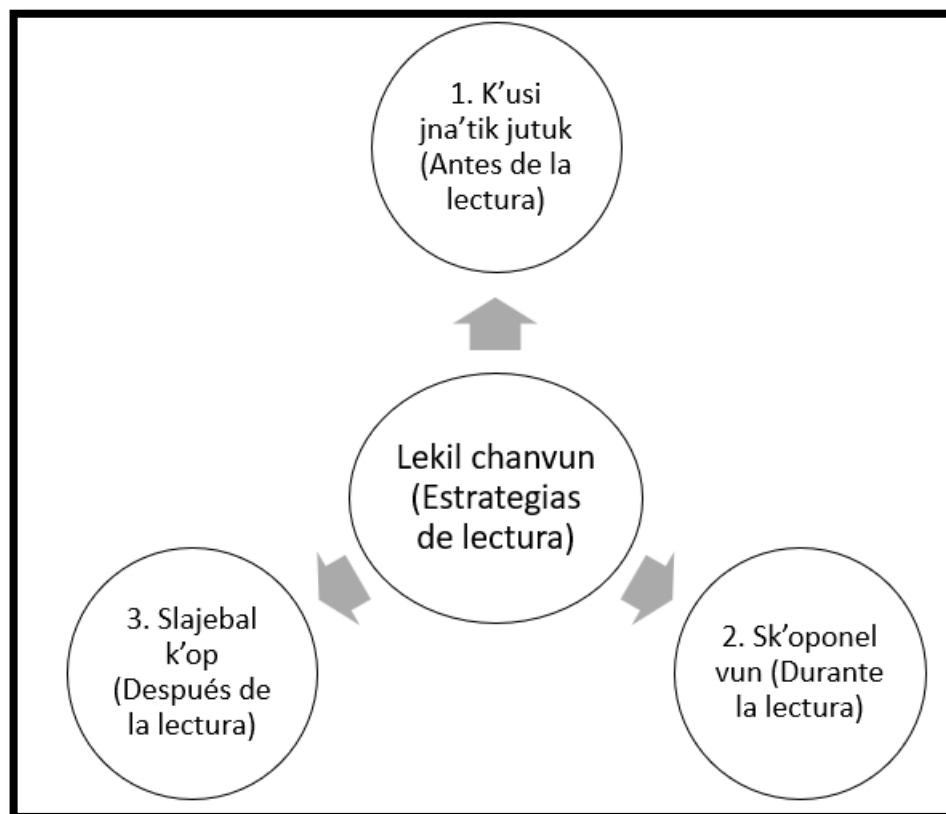 1. K’usi
jna’tik jutuk
(Antes de la
lectura)
Lekil chanvun
(Estrategias
de lectura)
3. Slajebal
k’op
(Después de
la lectura)
2. Sk’oponel
vun (Durante
la lectura)